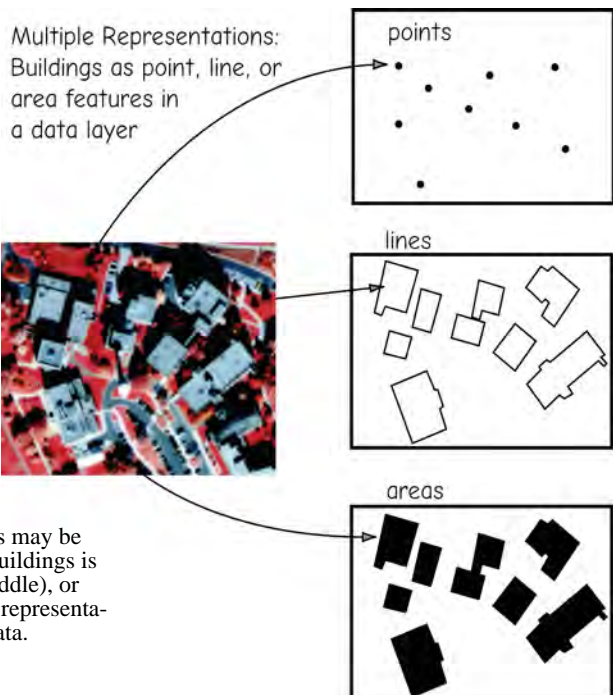 Multiple Representations:
Buildings as point, line, or
area features in
a data layer
points
lines
areas
s may be
uildings is
ddle), or
representa-
ata.